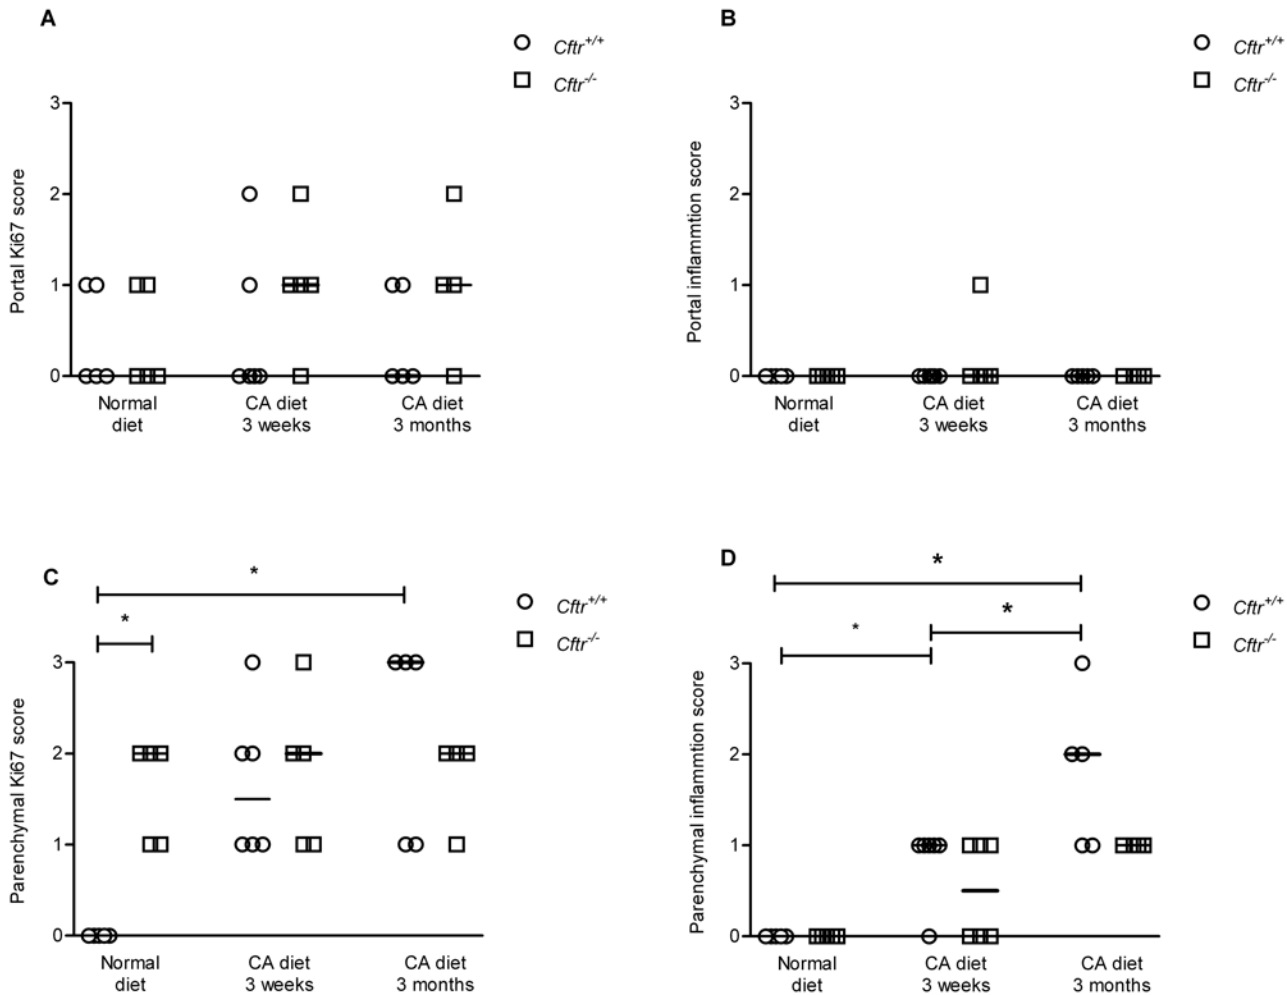 A
Cftr+/+
Cftr-/-
Portal Ki67 score
3
2
1
0
Normal
diet
CA diet
3 weeks
CA diet
3 months
B
Cftr+/+
Cftr-/-
Portal inflammtion score
3
2
1
0
Normal
diet
CA diet
3 weeks
CA diet
3 months
C
*
*
Cftr+/+
Cftr-/-
Parenchymal Ki67 score
3
2
1
0
Normal
diet
CA diet
3 weeks
CA diet
3 months
D
*
*
*
Cftr+/+
Cftr-/-
Parenchymal inflammtion score
3
2
1
0
Normal
diet
CA diet
3 weeks
CA diet
3 months